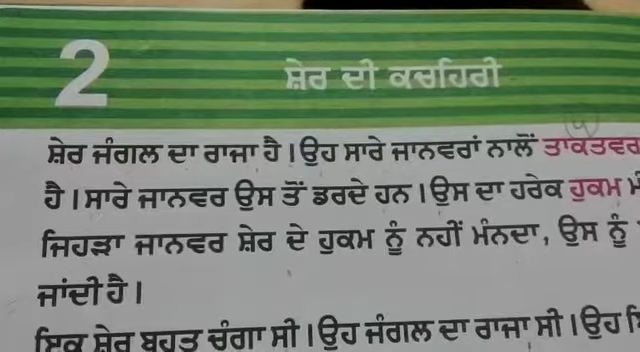 2
ਸ਼ੇਰ ਦੀ ਕਚਹਿਰੀ
ਸ਼ੇਰ ਜੰਗਲ ਦਾ ਰਾਜਾ ਹੈ। ਉਹ ਸਾਰੇ ਜਾਨਵਰਾਂ ਨਾਲੋਂ ਤਾਕਤਵਰ
ਹੈ। ਸਾਰੇ ਜਾਨਵਰ ਉਸ ਤੋਂ ਡਰਦੇ ਹਨ। ਉਸ ਦਾ ਹਰੇਕ ਹੁਕਮ
ਜਿਹੜਾ ਜਾਨਵਰ ਸ਼ੇਰ ਦੇ ਹੁਕਮ ਨੂੰ ਨਹੀਂ ਮੰਨਦਾ, ਉਸ ਨੂੰ
ਜਾਂਦੀ ਹੈ।
ਇਕ ਸ਼ੇਰ ਬਹੁਤ ਚੰਗਾ ਸੀ। ਉਹ ਜੰਗਲ ਦਾ ਰਾਜਾ ਸੀ। ਉਹ